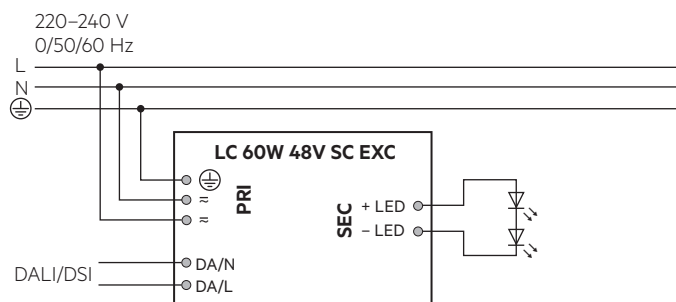 220–240 V
0/50/60 Hz
L
N
LC 60W 48V SC EXC
PRI
≂
≂
SEC
+ LED
– LED
DALI/DSI
DA/N
DA/L